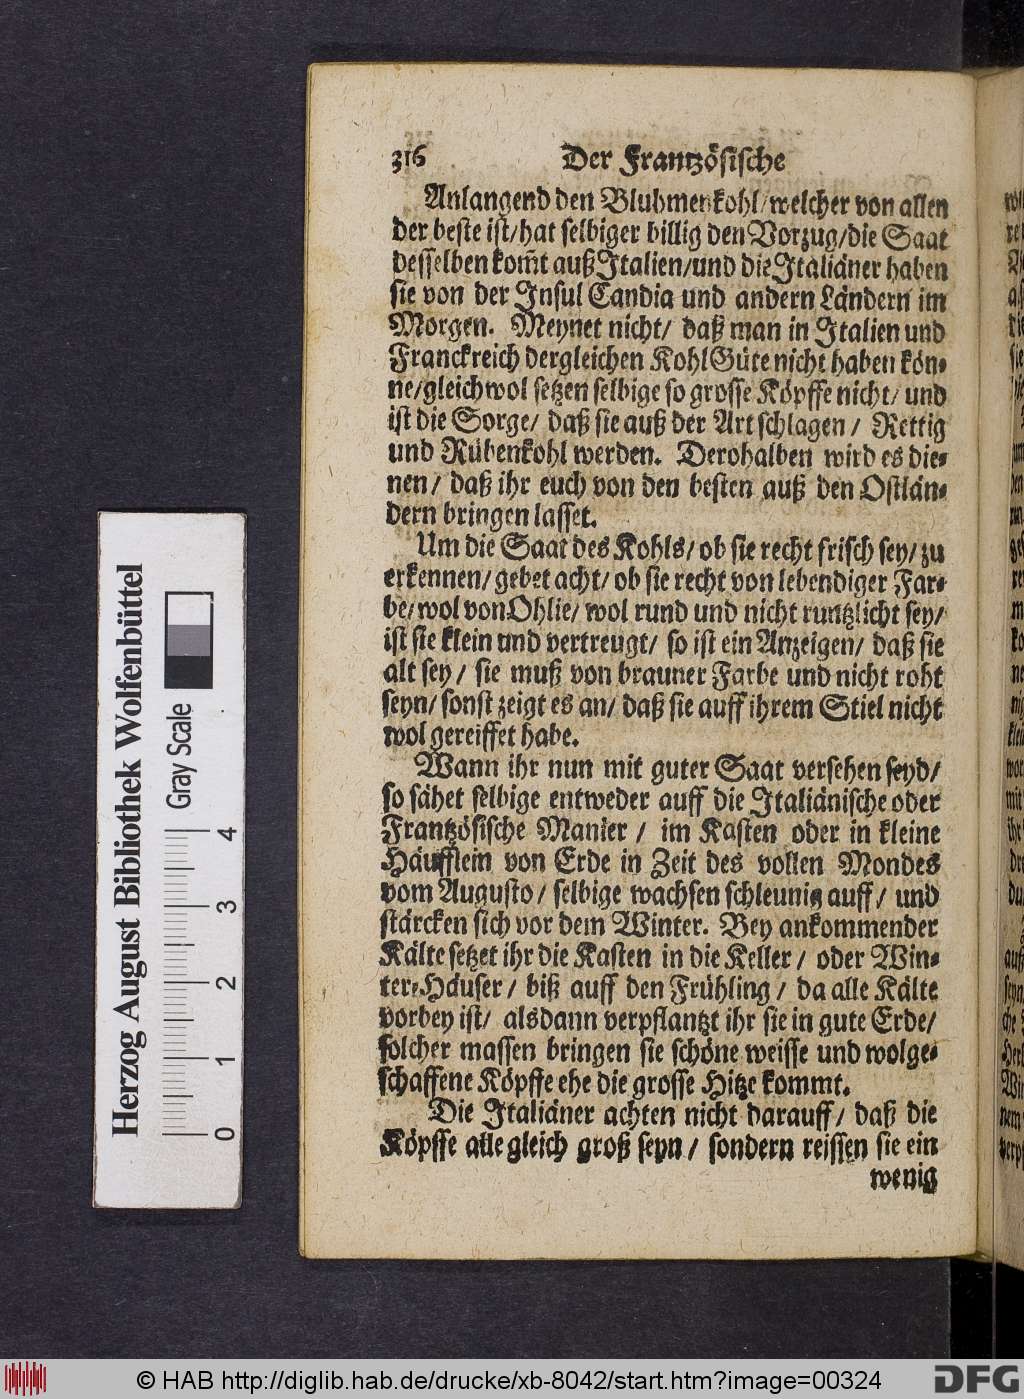 316 Der Frantzösische
Anlangend den Bluhmenkohl/ welcher von allen
der beste ist/ hat selbiger billig den Vorzug/ die Saat
desselben kom̄t auß Italien/ und die Italiäner haben
sie von der Insul Candia und andern Ländern im
Morgen. Meynet nicht/ daß man in Italien und
Franckreich dergleichen Kohl Güte nicht haben kön-
ne/ gleichwol setzen selbige so grosse Köpffe nicht/ und
ist die Sorge/ daß sie auß der Art schlagen/ Rettig
und Rübenkohl werden. Derohalben wird es die-
nen/ daß ihr euch von den besten auß den Ostlän-
dern bringen lasset.
Um die Saat des Kohls/ ob sie recht frisch sey/ zu
erkennen/ gebet acht/ ob sie recht von lebendiger Far-
be/ wol von Ohlie/ wol rund und nicht runtzlicht sey/
ist sie klein und vertreugt/ so ist ein Anzeigen/ daß sie
alt sey/ sie muß von brauner Farbe und nicht roht
seyn/ sonst zeigt es an/ daß sie auff ihrem Stiel nicht
wol gereiffet habe.
Wann ihr nun mit guter Saat versehen seyd/
so sähet selbige entweder auff die Italiänische oder
Frantzösische Manier/ im Kasten oder in kleine
Häufflein von Erde in Zeit des vollen Mondes
vom Augusto/ selbige wachsen schleunig auff/ und
stärcken sich vor dem Winter. Bey ankommender
Kälte setzet ihr die Kasten in die Keller/ oder Win-
ter-Häuser/ biß auff den Frühling/ da alle Kälte
vorbey ist/ alsdann verpflantzt ihr sie in gute Erde/
solcher massen bringen sie schöne weisse und wolge-
schaffene Köpffe ehe die grosse Hitze kommt.
Die Italiäner achten nicht darauff/ daß die
Köpffe alle gleich groß seyn/ sondern reissen sie ein
wenig
Herzog August Bibliothek Wolfenbüttel
Gray Scale
0 1 2 3 4
© HAB http://diglib.hab.de/drucke/xb-8042/start.htm?image=00324
DFG